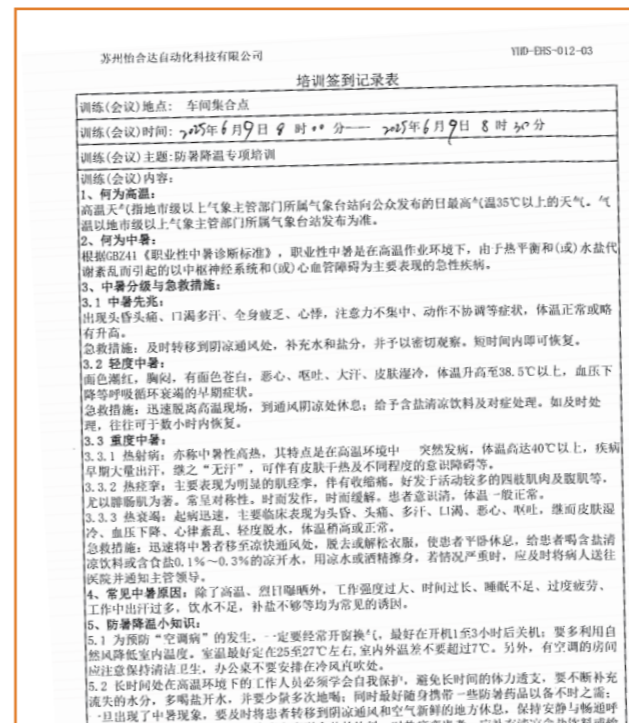 苏州怡合达自动化科技有限公司
YHD-EHS-012-03
培训签到记录表
训练(会议)地点： 车间集合点
训练(会议)时间：2025年6月9日 8 时 00 分—— 2025年6月9日 8 时 30 分
训练(会议)主题:防暑降温专项培训
训练(会议)内容：
1、何为高温：
高温天气指地市级以上气象主管部门所属气象台站向公众发布的日最高气温35℃以上的天气。气
温以地市级以上气象主管部门所属气象台站发布为准。
2、何为中暑：
根据GBZ41《职业性中暑诊断标准》，职业性中暑是在高温作业环境下，由于热平衡和(或)水盐代
谢紊乱而引起的以中枢神经系统和(或)心血管障碍为主要表现的急性疾病。
3、中暑分级与急救措施：
3.1 中暑先兆：
出现头昏头痛、口渴多汗、全身疲乏、心悸，注意力不集中、动作不协调等症状，体温正常或略
有升高。
急救措施：及时转移到阴凉通风处，补充水和盐分，并予以密切观察。短时间内即可恢复。
3.2 轻度中暑：
面色潮红，胸闷，有面色苍白，恶心、呕吐、大汗、皮肤湿冷，体温升高至38.5℃以上，血压下
降等呼吸循环衰竭的早期症状。
急救措施：迅速脱离高温现场，到通风阴凉处休息；给予含盐清凉饮料及对症处理。如及时处
理，往往可于数小时内恢复。
3.3 重度中暑：
3.3.1 热射病：亦称中暑性高热，其特点是在高温环境中 突然发病，体温高达40℃以上，疾病
早期大量出汗，继之“无汗”，可伴有皮肤干热及不同程度的意识障碍等。
3.3.2 热痉挛：主要表现为明显的肌痉挛，伴有收缩痛。好发于活动较多的四肢肌肉及腹肌等，
尤以腓肠肌为著。常呈对称性。时而发作，时而缓解。患者意识清，体温一般正常。
3.3.3 热衰竭：起病迅速，主要临床表现为头昏、头痛、多汗、口渴、恶心、呕吐，继而皮肤湿
冷、血压下降、心律紊乱、轻度脱水，体温稍高或正常。
急救措施：迅速将中暑者移至凉快通风处，脱去或解松衣服，使患者平卧休息，给患者喝含盐清
凉饮料或含食盐0.1%～0.3%的凉开水，用凉水或酒精擦身，若情况严重时，应及时将病人送往
医院并通知主管领导。
4、常见中暑原因：除了高温、烈日曝晒外，工作强度过大、时间过长、睡眠不足、过度疲劳、
工作中出汗过多，饮水不足，补盐不够等均为常见的诱因。
5、防暑降温小知识：
5.1 为预防“空调病”的发生，一定要经常开窗换气，最好在开机1至3小时后关机；要多利用自
然风降低室内温度。室温最好定在25至27℃左右，室内外温差不要超过7℃。另外，有空调的房间
应注意保持清洁卫生，办公桌不要安排在冷风直吹处。
5.2 长时间处在高温环境下的工作人员必须学会自我保护，避免长时间的体力透支，要不断补充
流失的水分，多喝盐开水，并要少量多次地喝；同时最好随身携带一些防暑药品以备不时之需；
一旦出现了中暑现象，要及时将患者转移到阴凉通风和空气新鲜的地方休息，保持安静与畅通呼